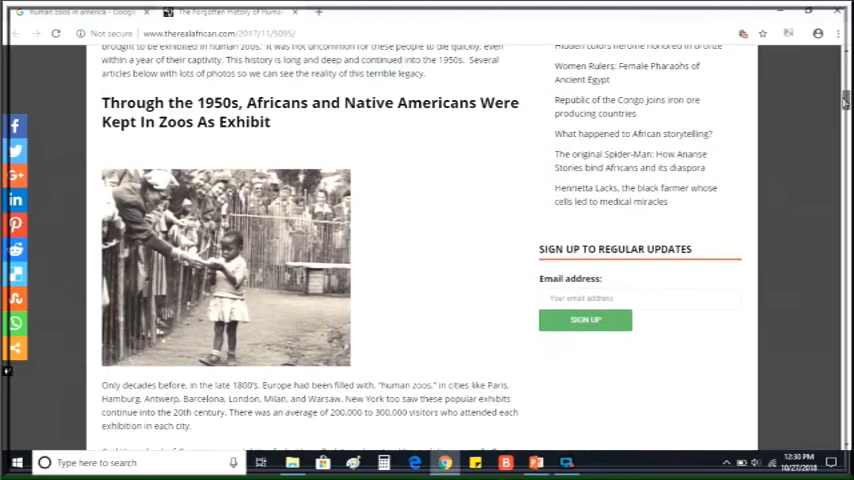 human zoos in america - Google
The Forgotten History of 'Human
Not secure
www.therealafrican.com/2017/11/5095/
brought to be exhibited in human zoos. It was not uncommon for these people to die quickly, even
within a year of their captivity. This history is long and deep and continued into the 1950s. Several
articles below with lots of photos so we can see the reality of this terrible legacy.
Through the 1950s, Africans and Native Americans Were
Kept In Zoos As Exhibit
Only decades before, in the late 1800's, Europe had been filled with, "human zoos," in cities like Paris,
Hamburg, Antwerp, Barcelona, London, Milan, and Warsaw. New York too saw these popular exhibits
continue into the 20th century. There was an average of 200,000 to 300,000 visitors who attended each
exhibition in each city.
Hidden colors heroine honored in Bronze
Women Rulers: Female Pharaohs of
Ancient Egypt
Republic of the Congo joins iron ore
producing countries
What happened to African storytelling?
The original Spider-Man: How Ananse
Stories bind Africans and its diaspora
Henrietta Lacks, the black farmer whose
cells led to medical miracles
SIGN UP TO REGULAR UPDATES
Email address:
Your email address
SIGN UP
Type here to search
12:30 PM
10/27/2018